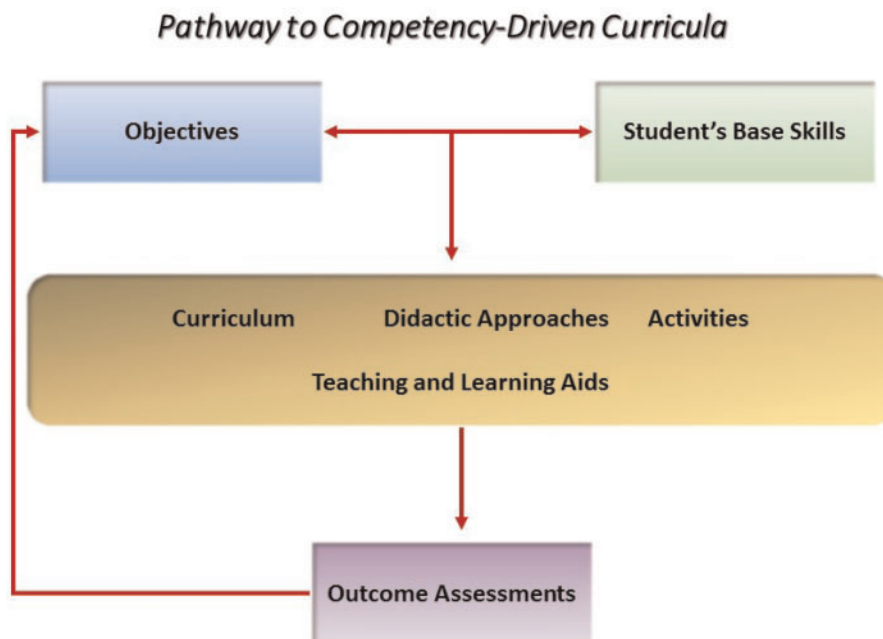 Pathway to Competency-Driven Curricula
Objectives
Student's Base Skills
Curriculum Didactic Approaches Activities
Teaching and Learning Aids
Outcome Assessments